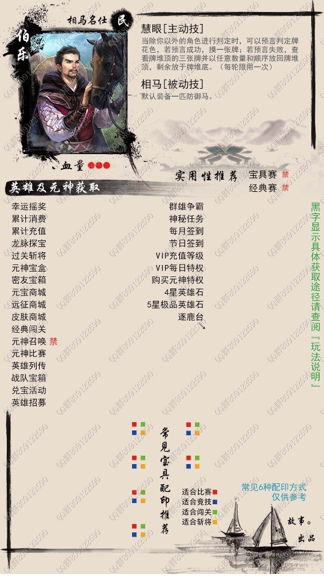 相马名仕
民
伯乐
慧眼[主动技]
当除你以外的角色进行判定时，可以预言判定牌
花色，若预言成功，摸一张牌；若预言失败，查
看牌堆顶的三张牌并以任意数量和顺序放回牌堆
顶，剩余放于牌堆底。（每轮限用一次）
相马[被动技]
默认装备一匹防御马。
血量
实用性推荐
宝具赛 禁
经典赛 禁
英雄及元神获取
幸运摇奖
累计消费
累计充值
龙脉探宝
过关斩将
元神宝盒
密友宝箱
元宝商城
远征商城
皮肤商城
经典闯关
元神召唤 禁
元神比赛
英雄列传
战队宝箱
兑宝活动
英雄招募
群雄争霸
神秘任务
每月签到
节日签到
VIP充值等级
VIP每日特权
购买元神特权
4星英雄石
5星极品英雄石
逐鹿台
黑字显示具体获取途径请查阅『玩法说明』
常见宝具配印推荐
适合比赛
适合竞技
适合闯关
适合斩将
常见6种配印方式
仅供参考
故事。
出品